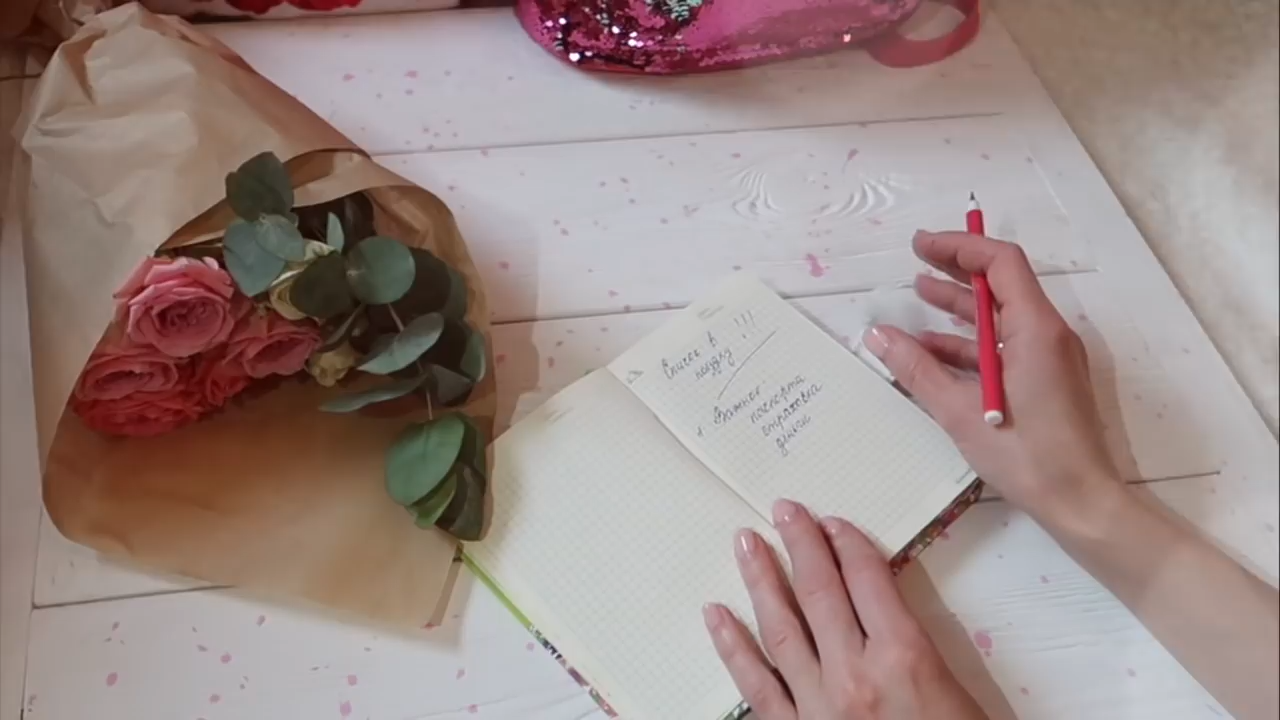 Список в
поездку !!!
1. Важное:
паспорта
страховка
деньги